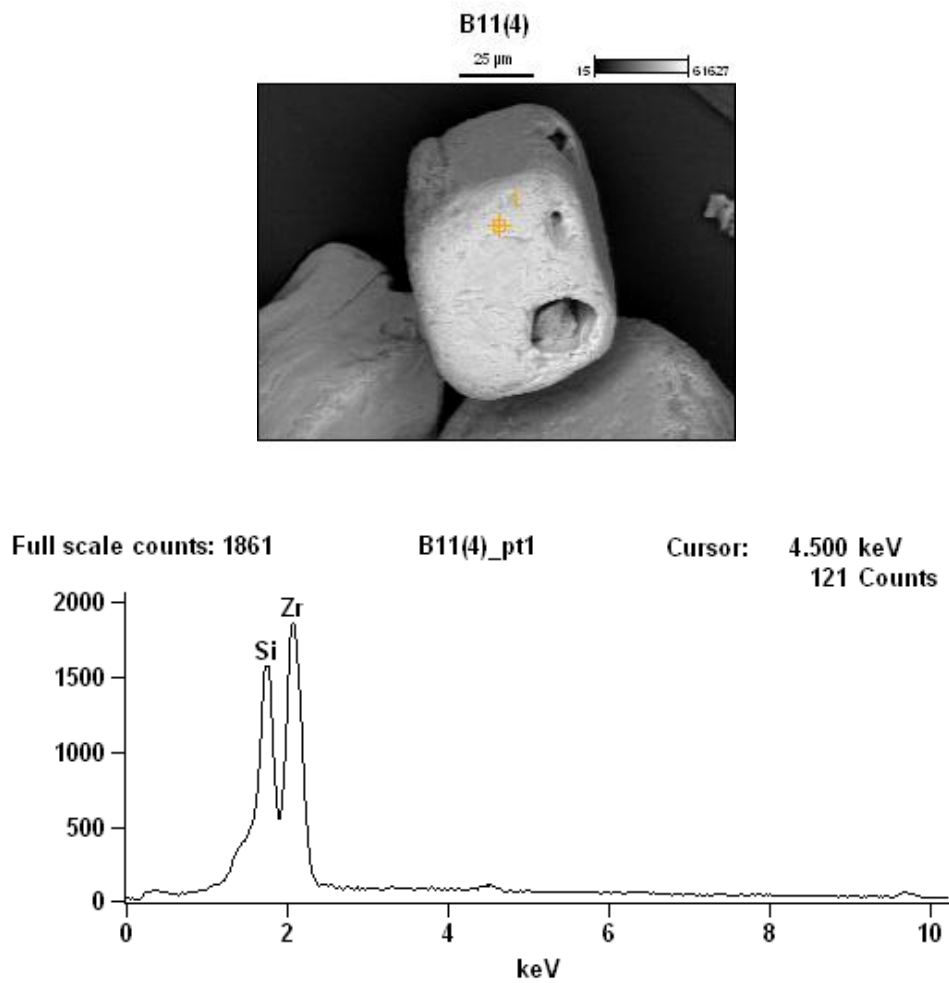 B11(4)
25 µm
15 61627
Full scale counts: 1861 B11(4)_pt1 Cursor: 4.500 keV
121 Counts
2000
Zr
Si
1500
1000
500
0
0 2 4 6 8 10
keV